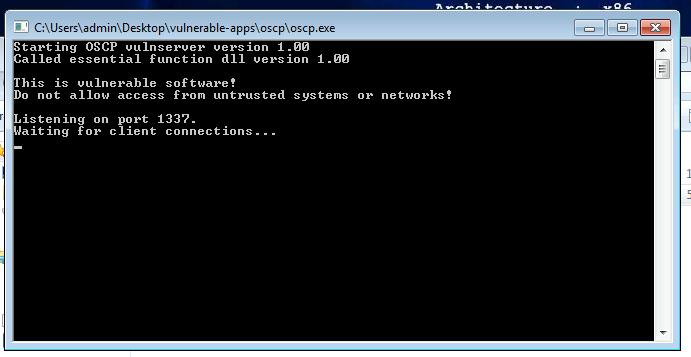 Architecture : x86
C:\Users\admin\Desktop\vulnerable-apps\oscp\oscp.exe
Starting OSCP vulnserver version 1.00
Called essential function dll version 1.00
This is vulnerable software!
Do not allow access from untrusted systems or networks!
Listening on port 1337.
Waiting for client connections...